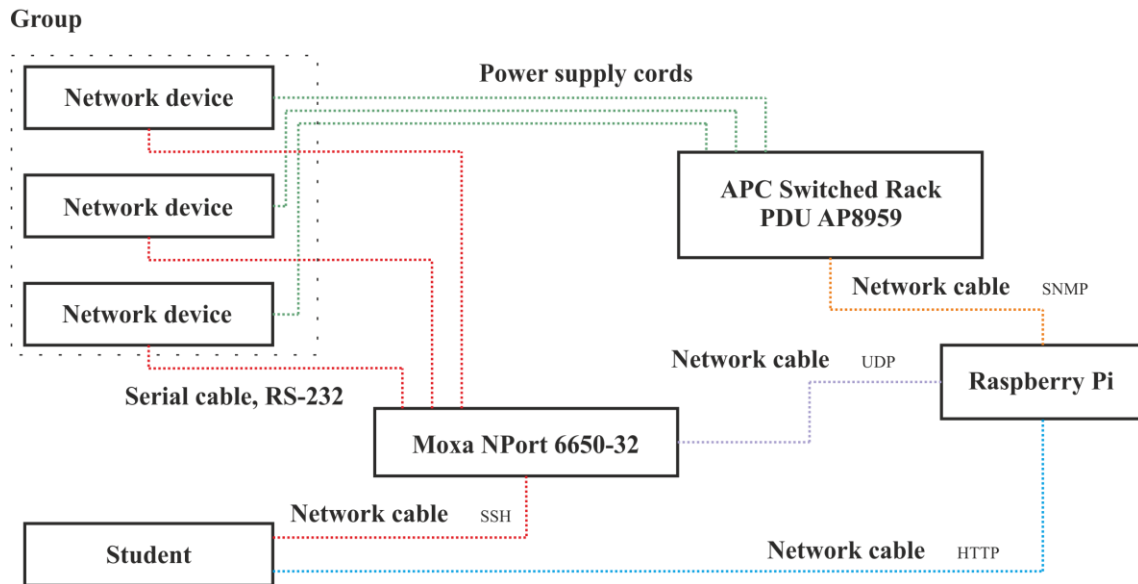 Group
Network device
Power supply cords
Network device
APC Switched Rack
PDU AP8959
Network device
Network cable SNMP
Network cable UDP
Raspberry Pi
Serial cable, RS-232
Moxa NPort 6650-32
Network cable SSH
Student
Network cable HTTP